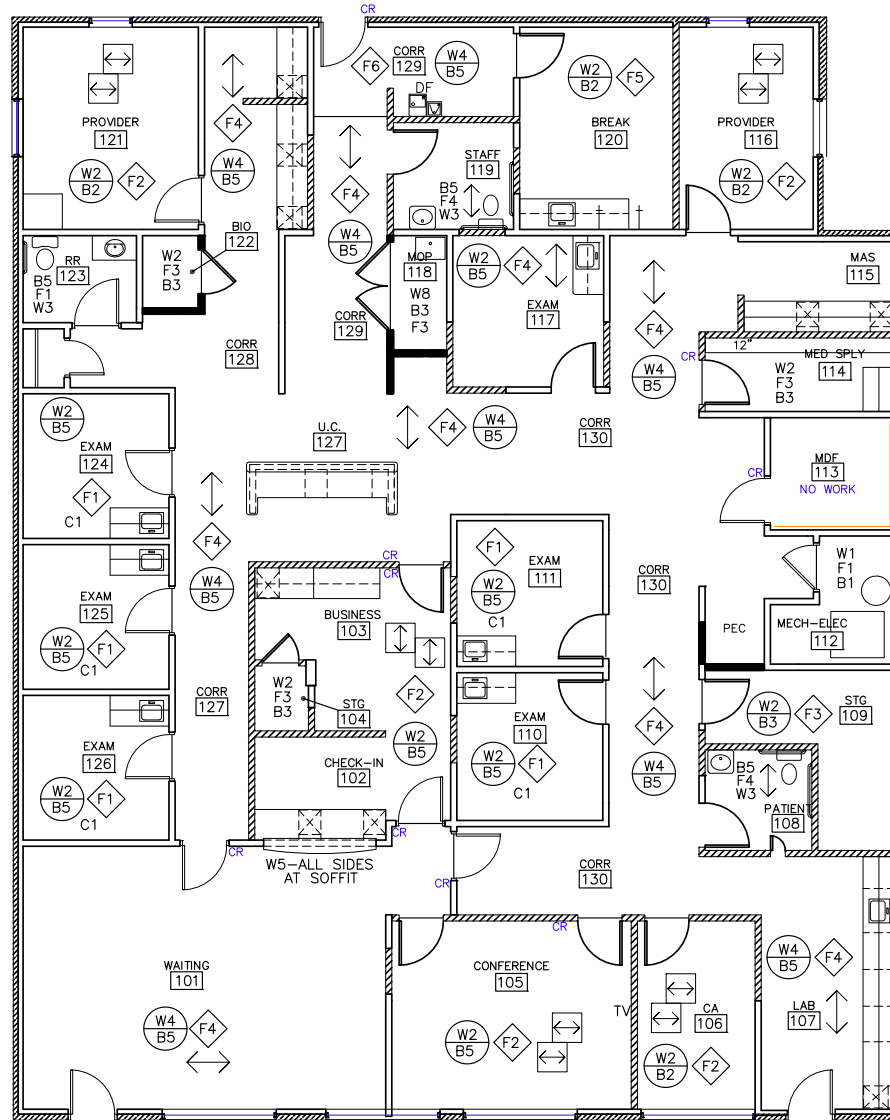 CR
CORR
129
W4
B5
F6
DF
W2
B2
F5
BREAK
120
PROVIDER
121
W2
B2
F2
F4
W4
B5
PROVIDER
116
W2
B2
F2
STAFF
119
B5
F4
W3
F4
W4
B5
BIO
122
W2
F3
B3
RR
123
B5
F1
W3
MOP
118
W8
B3
F3
W2
B5
F4
EXAM
117
MAS
115
F4
W4
B5
CR
12"
MED SPLY
114
W2
F3
B3
CORR
128
CORR
129
U.C.
127
F4
W4
B5
CORR
130
MDF
113
NO WORK
CR
W2
B5
EXAM
124
F1
C1
F4
W4
B5
EXAM
125
W2
B5
F1
C1
CR
CR
BUSINESS
103
F2
W2
B5
W2
F3
B3
STG
104
F1
EXAM
111
W2
B5
C1
CORR
130
W1
F1
B1
MECH-ELEC
112
PEC
CORR
127
EXAM
126
W2
B5
F1
C1
CHECK-IN
102
EXAM
110
W2
B5
F1
C1
F4
W4
B5
W2
B3
F3
STG
109
B5
F4
W3
PATIENT
108
CR
CR
W5-ALL SIDES
AT SOFFIT
CR
CORR
130
CR
WAITING
101
W4
B5
F4
CONFERENCE
105
W2
B5
F2
TV
CA
106
W2
B2
F2
W4
B5
F4
LAB
107